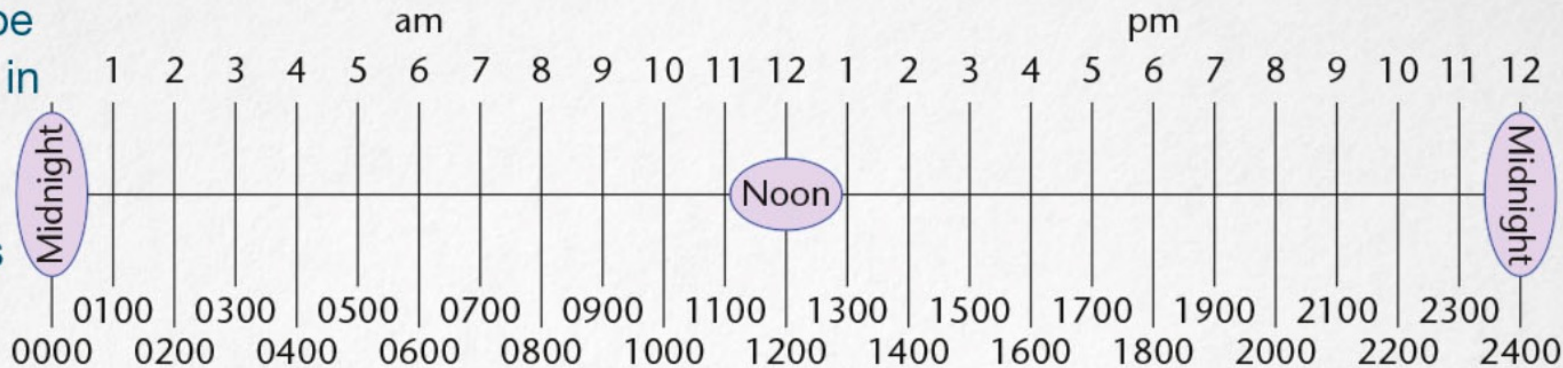 be
am pm
in 1 2 3 4 5 6 7 8 9 10 11 12 1 2 3 4 5 6 7 8 9 10 11 12
Midnight Noon Midnight
s
0100 0300 0500 0700 0900 1100 1300 1500 1700 1900 2100 2300
0000 0200 0400 0600 0800 1000 1200 1400 1600 1800 2000 2200 2400